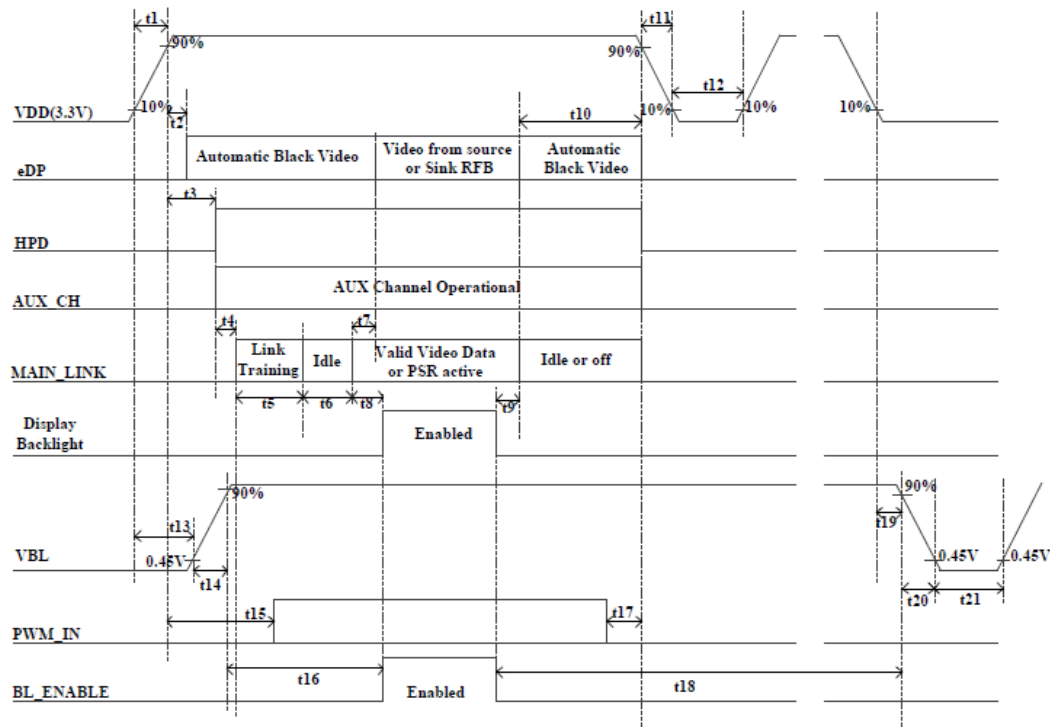 t1
90%
VDD(3.3V)
10%
t2
90%
t11
10%
t12
10%
10%
t10
eDP
Automatic Black Video
Video from source
or Sink RFB
Automatic
Black Video
t3
HPD
AUX_CH
AUX Channel Operational
t4
t7
MAIN_LINK
Link
Training
Idle
Valid Video Data
or PSR active
Idle or off
t5
t6
t8
t9
Display
Backlight
Enabled
90%
t13
VBL
0.45V
t14
90%
t19
0.45V
0.45V
t20
t21
t15
t17
PWM_IN
t16
t18
BL_ENABLE
Enabled